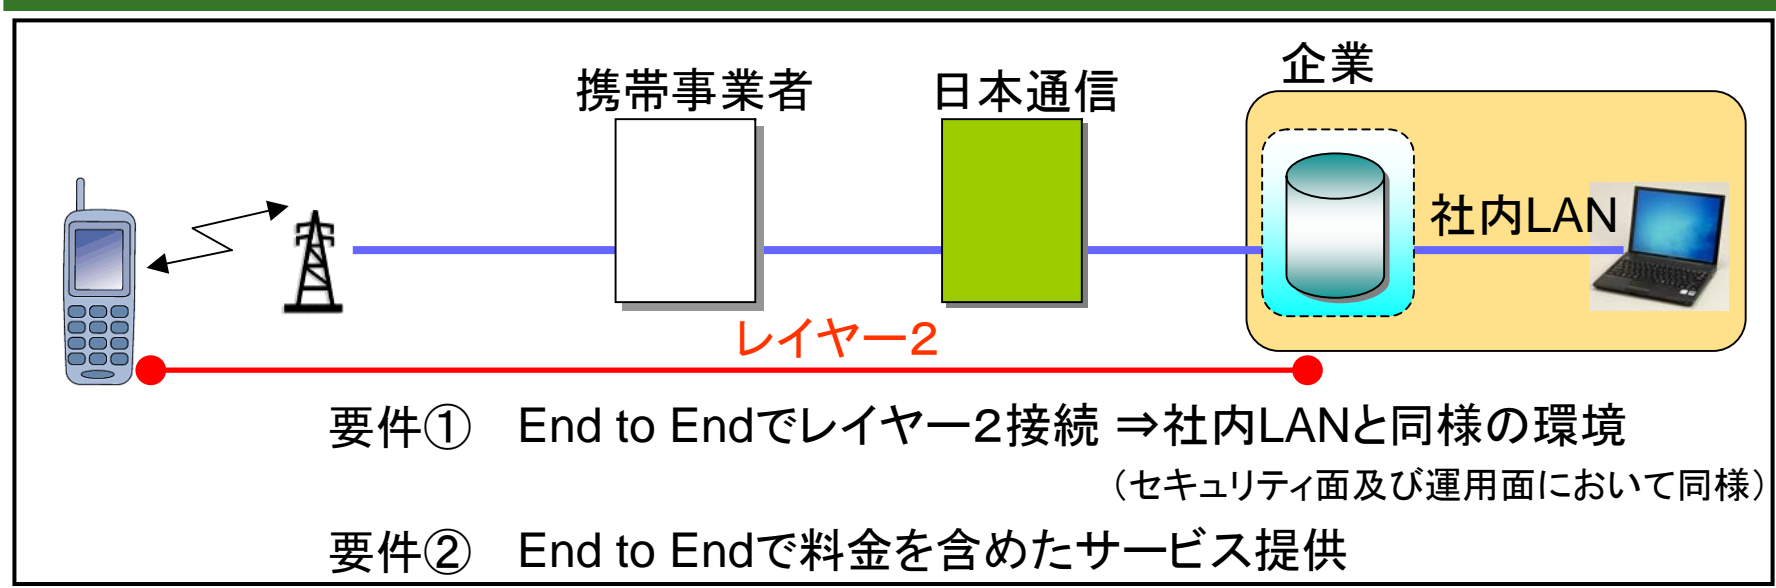 企業
携帯事業者
日本通信
社内LAN
レイヤー2
要件① End to Endでレイヤー2接続 ⇒社内LANと同様の環境
(セキュリティ面及び運用面において同様)
要件② End to Endで料金を含めたサービス提供